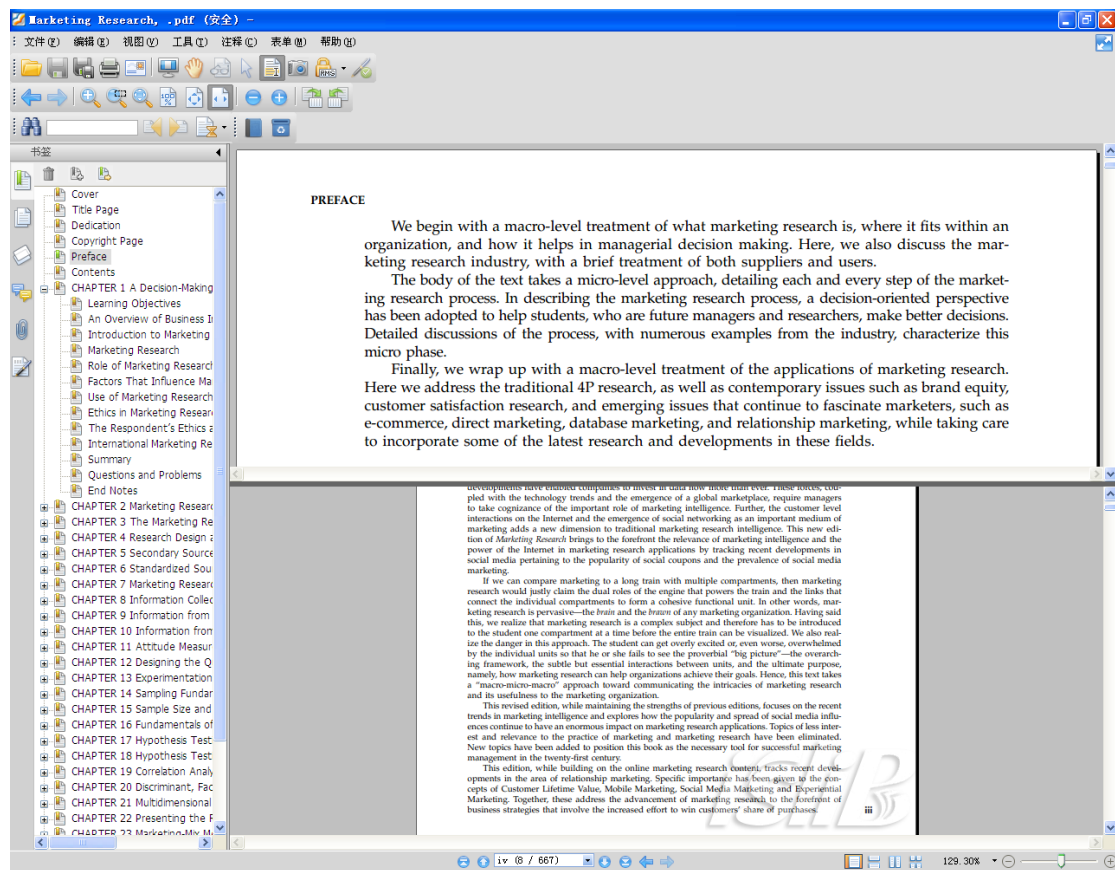 Marketing Research, .pdf (安全) -
文件(F) 编辑(E) 视图(V) 工具(T) 注释(C) 表单(M) 帮助(H)
书签
Cover
Title Page
Dedication
Copyright Page
Preface
Contents
CHAPTER 1 A Decision-Making
Learning Objectives
An Overview of Business I
Introduction to Marketing
Marketing Research
Role of Marketing Research
Factors That Influence Ma
Use of Marketing Research
Ethics in Marketing Resear
The Respondent's Ethics a
International Marketing Re
Summary
Questions and Problems
End Notes
CHAPTER 2 Marketing Resear
CHAPTER 3 The Marketing Re
CHAPTER 4 Research Design a
CHAPTER 5 Secondary Source
CHAPTER 6 Standardized Sou
CHAPTER 7 Marketing Resear
CHAPTER 8 Information Collec
CHAPTER 9 Information from
CHAPTER 10 Information from
CHAPTER 11 Attitude Measur
CHAPTER 12 Designing the Q
CHAPTER 13 Experimentation
CHAPTER 14 Sampling Fundar
CHAPTER 15 Sample Size and
CHAPTER 16 Fundamentals of
CHAPTER 17 Hypothesis Test
CHAPTER 18 Hypothesis Test
CHAPTER 19 Correlation Analy
CHAPTER 20 Discriminant, Fac
CHAPTER 21 Multidimensional
CHAPTER 22 Presenting the R
CHAPTER 23 Marketing-Mix M
PREFACE
We begin with a macro-level treatment of what marketing research is, where it fits within an
organization, and how it helps in managerial decision making. Here, we also discuss the mar-
keting research industry, with a brief treatment of both suppliers and users.
The body of the text takes a micro-level approach, detailing each and every step of the market-
ing research process. In describing the marketing research process, a decision-oriented perspective
has been adopted to help students, who are future managers and researchers, make better decisions.
Detailed discussions of the process, with numerous examples from the industry, characterize this
micro phase.
Finally, we wrap up with a macro-level treatment of the applications of marketing research.
Here we address the traditional 4P research, as well as contemporary issues such as brand equity,
customer satisfaction research, and emerging issues that continue to fascinate marketers, such as
e-commerce, direct marketing, database marketing, and relationship marketing, while taking care
to incorporate some of the latest research and developments in these fields.
developments have enabled companies to invest in data now more than ever. These forces, cou-
pled with the technology trends and the emergence of a global marketplace, require managers
to take cognizance of the important role of marketing intelligence. Further, the customer level
interactions on the Internet and the emergence of social networking as an important medium of
marketing adds a new dimension to traditional marketing research intelligence. This new edi-
tion of Marketing Research brings to the forefront the relevance of marketing intelligence and the
power of the Internet in marketing research applications by tracking recent developments in
social media pertaining to the popularity of social coupons and the prevalence of social media
marketing.
If we can compare marketing to a long train with multiple compartments, then marketing
research would justly claim the dual roles of the engine that powers the train and the links that
connect the individual compartments to form a cohesive functional unit. In other words, mar-
keting research is pervasive—the brain and the brawn of any marketing organization. Having said
this, we realize that marketing research is a complex subject and therefore has to be introduced
to the student one compartment at a time before the entire train can be visualized. We also real-
ize the danger in this approach. The student can get overly excited or, even worse, overwhelmed
by the individual units so that he or she fails to see the proverbial "big picture"—the overarch-
ing framework, the subtle but essential interactions between units, and the ultimate purpose,
namely, how marketing research can help organizations achieve their goals. Hence, this text takes
a "macro-micro-macro" approach toward communicating the intricacies of marketing research
and its usefulness to the marketing organization.
This revised edition, while maintaining the strengths of previous editions, focuses on the recent
trends in marketing intelligence and explores how the popularity and spread of social media influ-
ences continue to have an enormous impact on marketing research applications. Topics of less inter-
est and relevance to the practice of marketing and marketing research have been eliminated.
New topics have been added to position this book as the necessary tool for successful marketing
management in the twenty-first century.
This edition, while building on the online marketing research content, tracks recent devel-
opments in the area of relationship marketing. Specific importance has been given to the con-
cepts of Customer Lifetime Value, Mobile Marketing, Social Media Marketing and Experiential
Marketing. Together, these address the advancement of marketing research to the forefront of
business strategies that involve the increased effort to win customers' share of purchases.
iii
iv (8 / 667)
129.30%